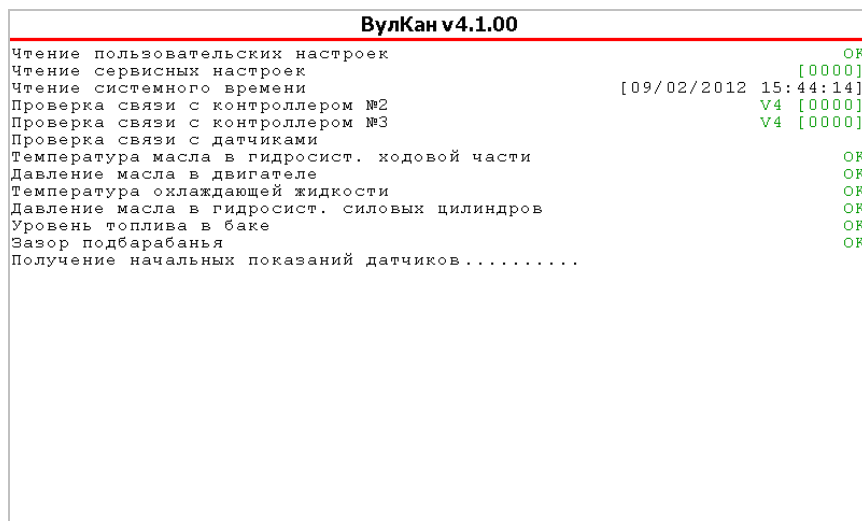 ВулКан v4.1.00
Чтение пользовательских настроек OK
Чтение сервисных настроек [0000]
Чтение системного времени [09/02/2012 15:44:14]
Проверка связи с контроллером №2 V4 [0000]
Проверка связи с контроллером №3 V4 [0000]
Проверка связи с датчиками
Температура масла в гидросист. ходовой части OK
Давление масла в двигателе OK
Температура охлаждающей жидкости OK
Давление масла в гидросист. силовых цилиндров OK
Уровень топлива в баке OK
Зазор подбарабанья OK
Получение начальных показаний датчиков..........